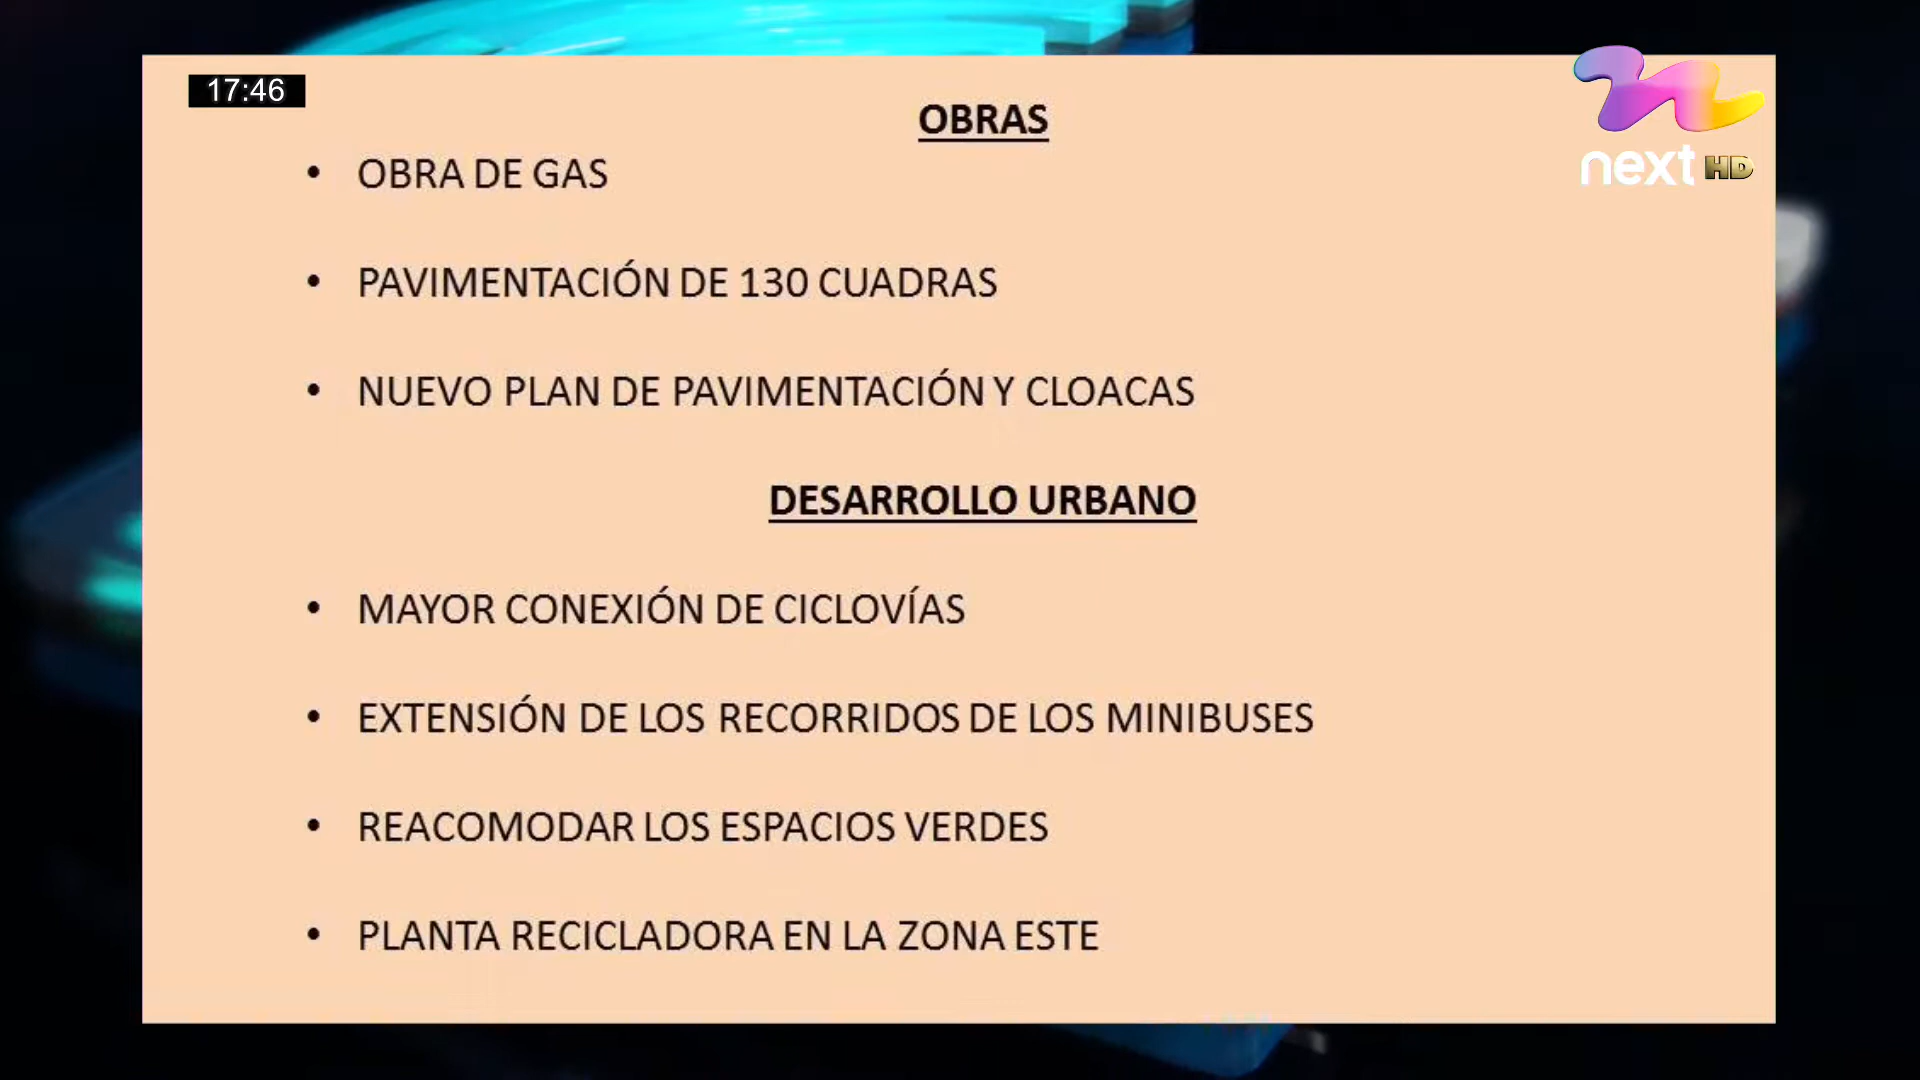 17:46
OBRAS
next HD
• OBRA DE GAS
• PAVIMENTACIÓN DE 130 CUADRAS
• NUEVO PLAN DE PAVIMENTACIÓN Y CLOACAS
DESARROLLO URBANO
• MAYOR CONEXIÓN DE CICLOVÍAS
• EXTENSIÓN DE LOS RECORRIDOS DE LOS MINIBUSES
• REACOMODAR LOS ESPACIOS VERDES
• PLANTA RECICLADORA EN LA ZONA ESTE